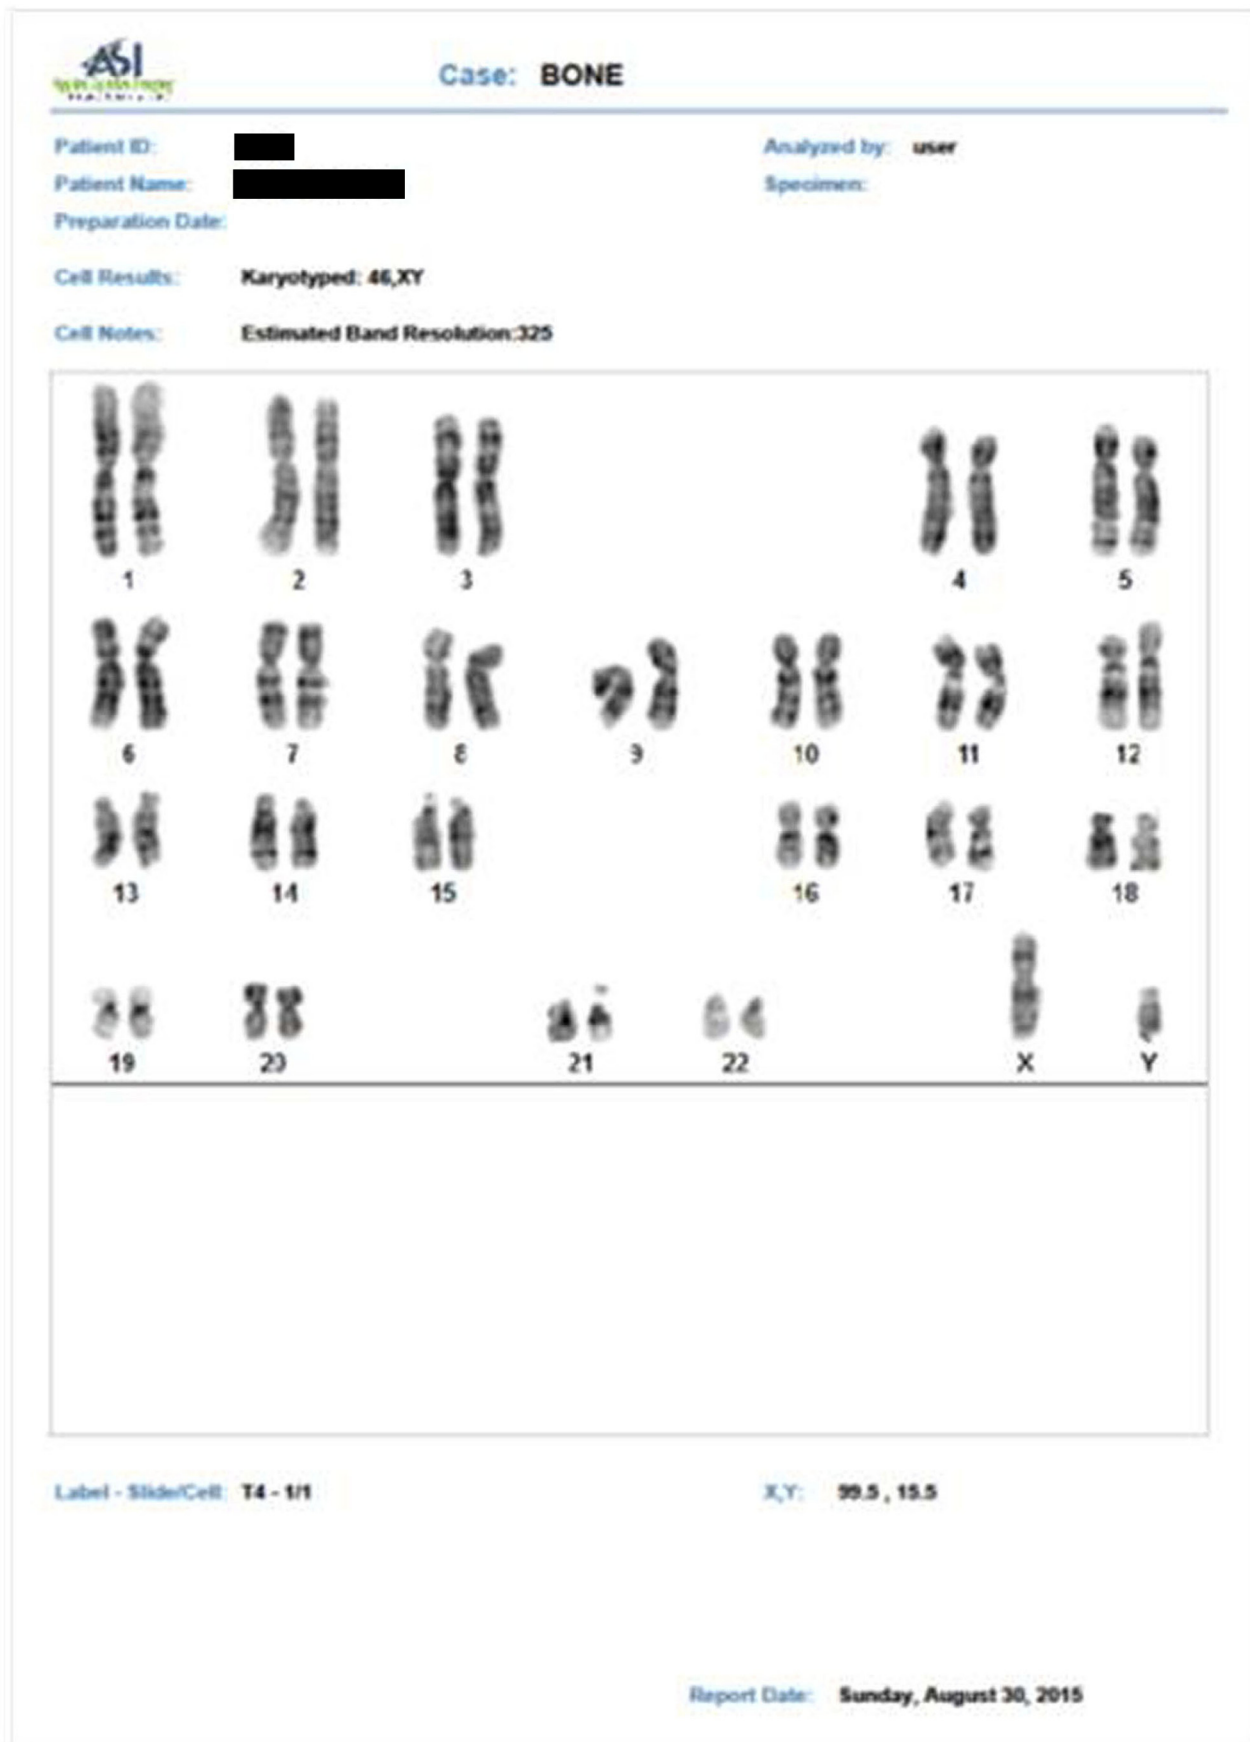 ASI
Case: BONE
Patient ID:
Analyzed by: user
Patient Name:
Specimen:
Preparation Date:
Cell Results: Karyotyped: 46,XY
Cell Notes: Estimated Band Resolution:325
1 2 3 4 5
6 7 8 9 10 11 12
13 14 15 16 17 18
19 20 21 22 X Y
Label - Slide/Cell: T4 - 1/1
X,Y: 99.5 , 15.5
Report Date: Sunday, August 30, 2015